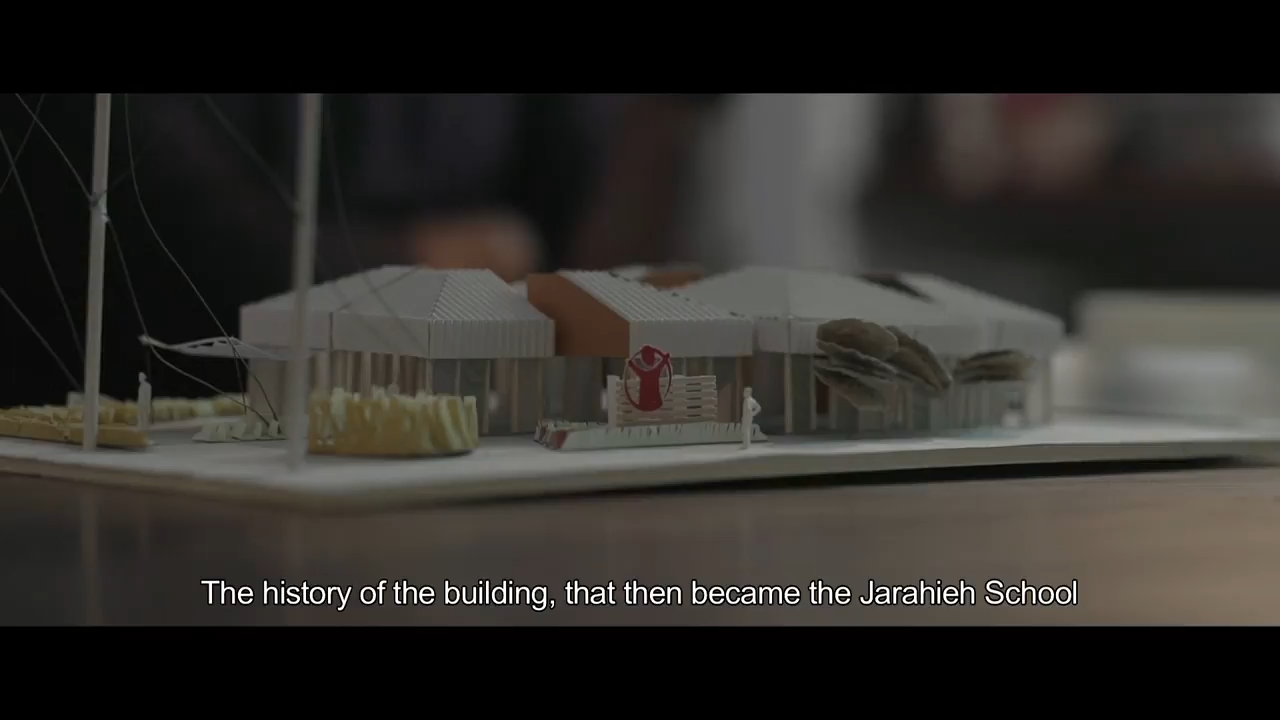 The history of the building, that then became the Jarahieh School